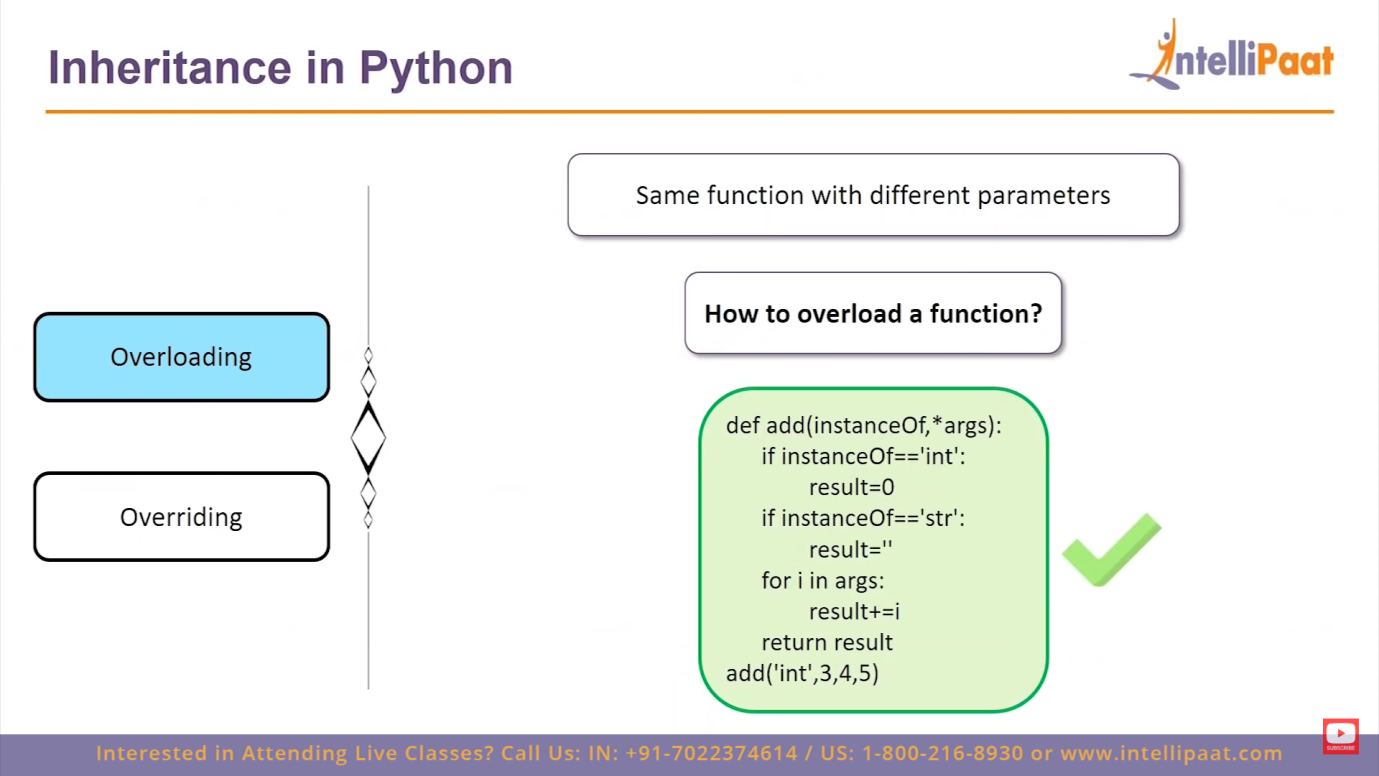 Inheritance in Python
IntelliPaat
Same function with different parameters
How to overload a function?
Overloading
Overriding
def add(instanceOf,*args):
if instanceOf=='int':
result=0
if instanceOf=='str':
result=''
for i in args:
result+=i
return result
add('int',3,4,5)
SUBSCRIBE
Interested in Attending Live Classes? Call Us: IN: +91-7022374614 / US: 1-800-216-8930 or www.intellipaat.com